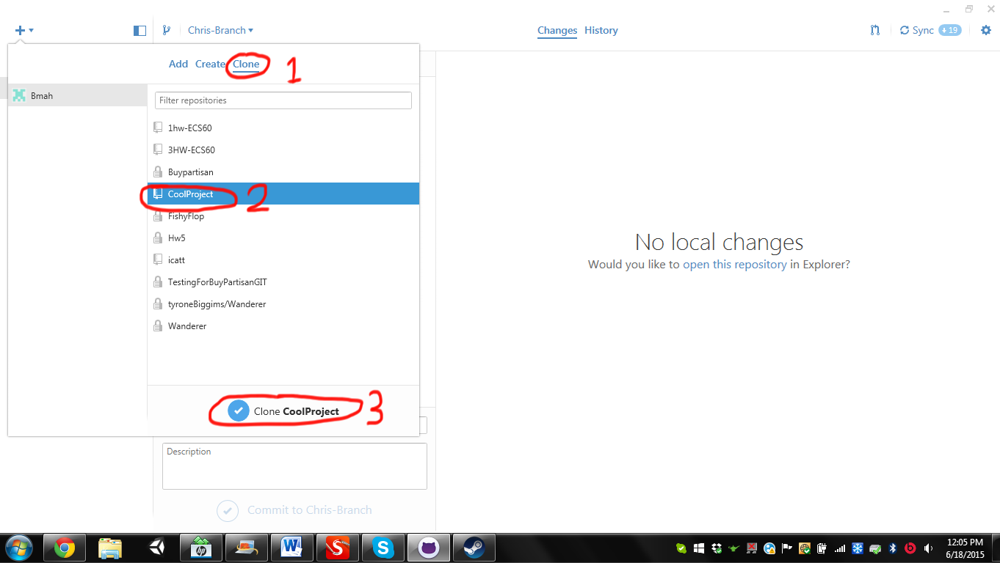 Chris-Branch
Changes History
Sync 19
Add Create Clone 1
Bmah
Filter repositories
1hw-ECS60
3HW-ECS60
Buypartisan
CoolProject 2
FishyFlop
Hw5
icatt
TestingForBuyPartisanGIT
tyroneBiggims/Wanderer
Wanderer
Clone CoolProject 3
No local changes
Would you like to open this repository in Explorer?
Description
Commit to Chris-Branch
hp
W
S
S
12:05 PM
6/18/2015